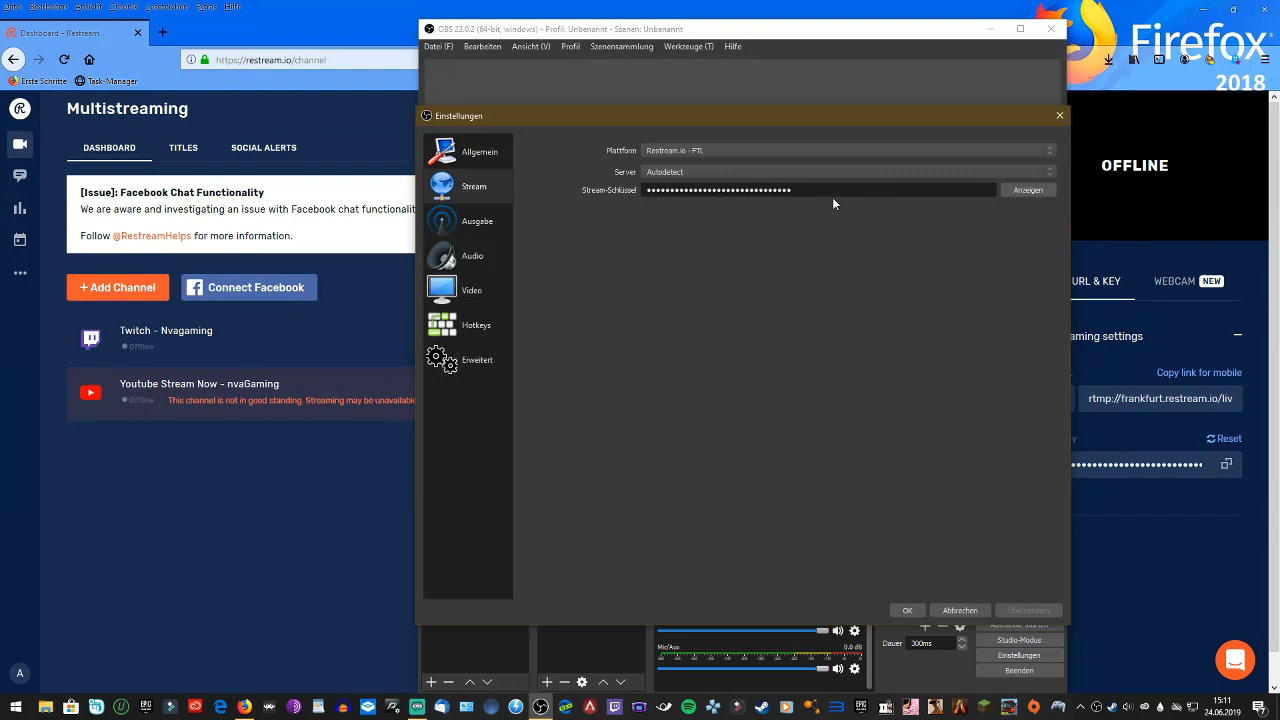 Dashboard – Restream
https://restream.io/channel
Erste Schritte
Task-Manager
Multistreaming
DASHBOARD
TITLES
SOCIAL ALERTS
[Issue]: Facebook Chat Functionality
We are aware and investigating an issue with Facebook chat functionali
Follow @RestreamHelps for more information.
+ Add Channel
Connect Facebook
Twitch - Nvagaming
Offline
Youtube Stream Now - nvaGaming
Offline
This channel is not in good standing. Streaming may be unavailable
A
OBS 23.0.2 (64-bit, windows) - Profil: Unbenannt - Szenen: Unbenannt
Datei (F)
Bearbeiten
Ansicht (V)
Profil
Szenensammlung
Werkzeuge (T)
Hilfe
Einstellungen
Allgemein
Stream
Ausgabe
Audio
Video
Hotkeys
Erweitert
Plattform
Restream.io - FTL
Server
Autodetect
Stream-Schlüssel
Anzeigen
OK
Abbrechen
Übernehmen
Mic/Aux
0.0 dB
Dauer
300ms
Studio-Modus
Einstellungen
Beenden
Firefox
2018
OFFLINE
URL & KEY
WEBCAM NEW
eaming settings
Copy link for mobile
rtmp://frankfurt.restream.io/liv
Reset
15:11
24.06.2019